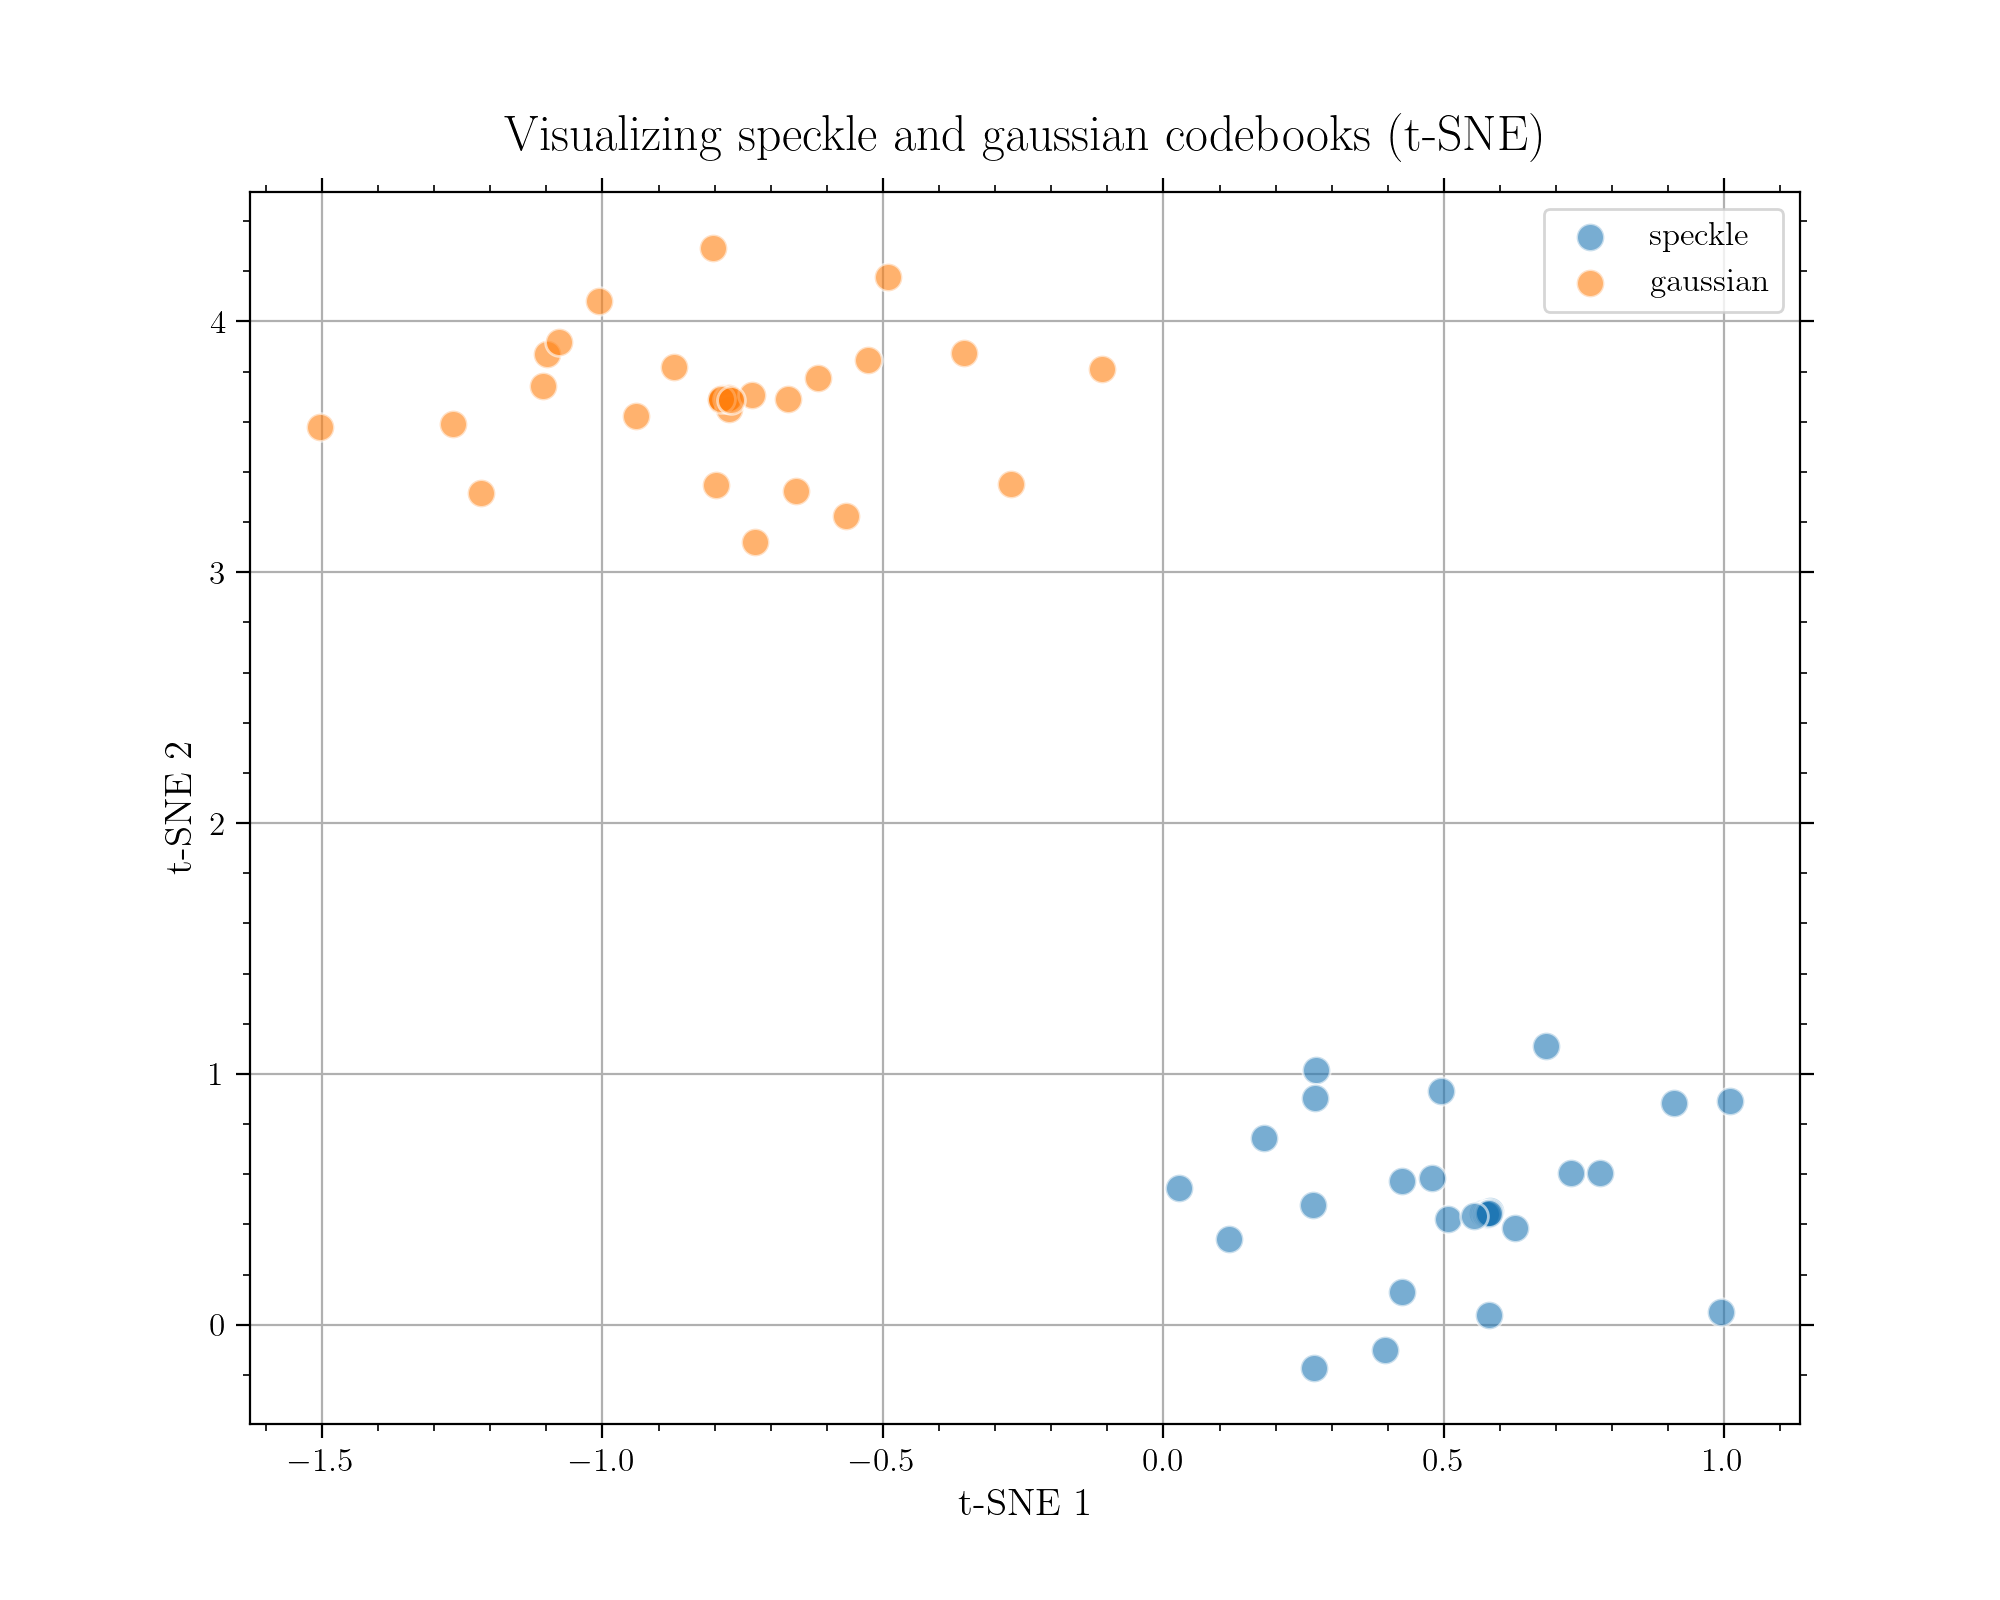 Visualizing speckle and gaussian codebooks (t-SNE)
speckle
gaussian
4
3
2
1
0
t-SNE 2
−1.5 −1.0 −0.5 0.0 0.5 1.0
t-SNE 1